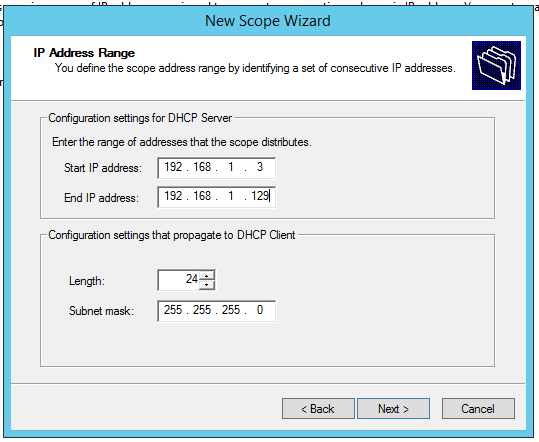 New Scope Wizard
IP Address Range
You define the scope address range by identifying a set of consecutive IP addresses.
Configuration settings for DHCP Server
Enter the range of addresses that the scope distributes.
Start IP address: 192 . 168 . 1 . 3
End IP address: 192 . 168 . 1 . 129
Configuration settings that propagate to DHCP Client
Length: 24
Subnet mask: 255 . 255 . 255 . 0
< Back Next > Cancel